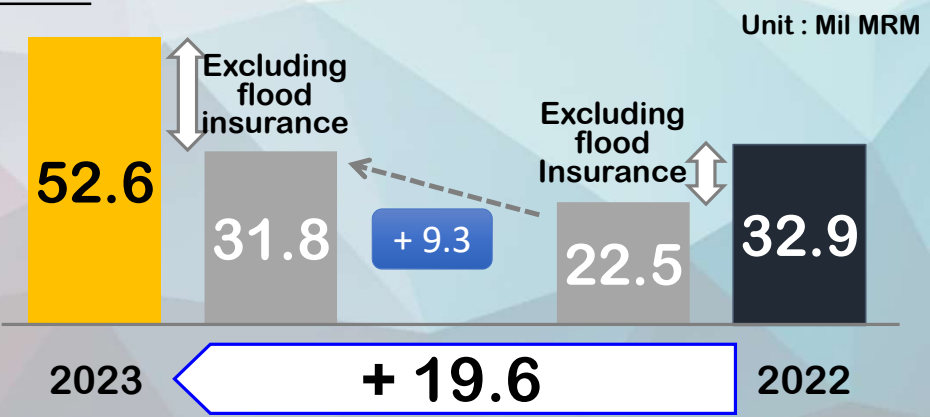 Unit : Mil MRM
Excluding
flood
insurance
Excluding
flood
Insurance
52.6
31.8
+ 9.3
22.5
32.9
2023
+ 19.6
2022